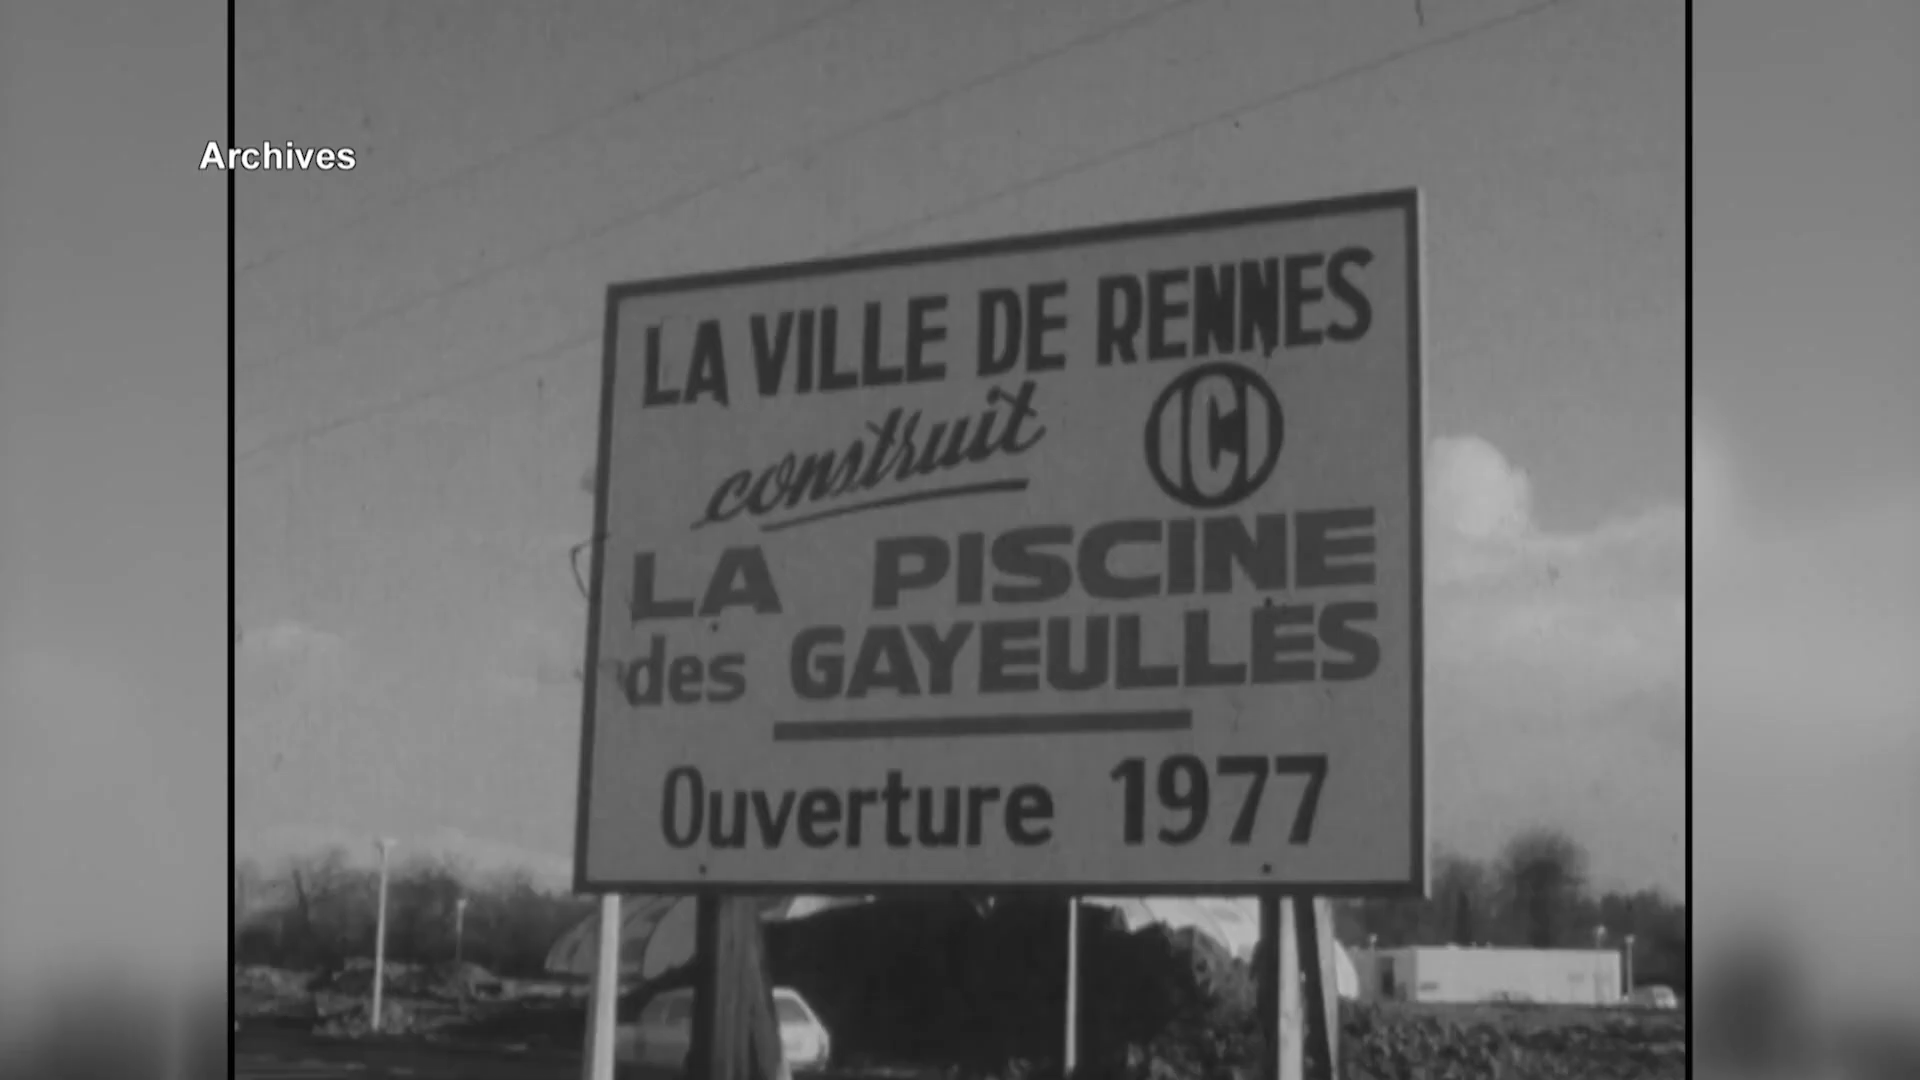 Archives
LA VILLE DE RENNES
construit ICI
LA PISCINE
des GAYEULLES
Ouverture 1977